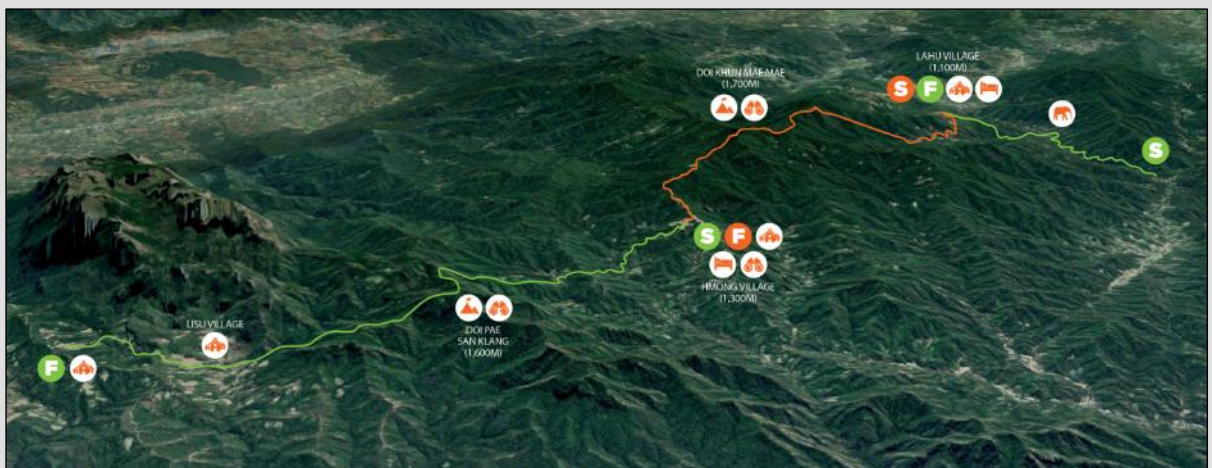 LAHU VILLAGE
(1,100M)
S F
DOI KHUN MAE MAE
(1,700M)
S
S F
HMONG VILLAGE
(1,300M)
DOI PAE
SAN KLANG
(1,600M)
LISU VILLAGE
F